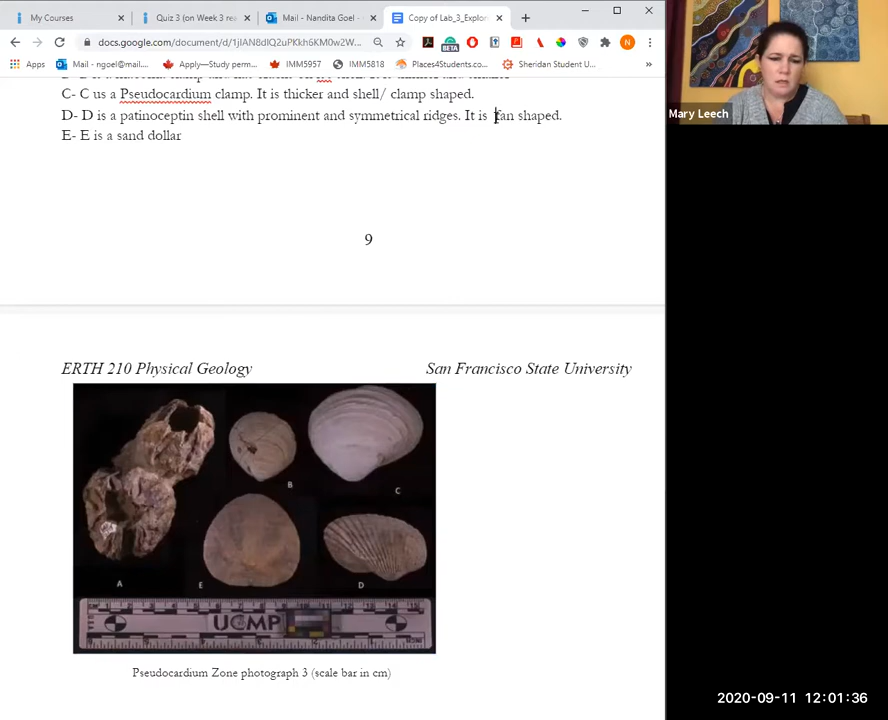 My Courses
Quiz 3 (on Week 3 rea
Mail - Nandita Goel - m
Copy of Lab_3_Explor
docs.google.com/document/d/1jIAN8dIQ2uPKkh6KM0w2W...
BETA
N
Apps
Mail - ngoel@mail....
Apply—Study perm...
IMM5957
IMM5818
Places4Students.co...
Sheridan Student U...
Mary Leech
C- C us a Pseudocardium clamp. It is thicker and shell/ clamp shaped.
D- D is a patinoceptin shell with prominent and symmetrical ridges. It is fan shaped.
E- E is a sand dollar
9
ERTH 210 Physical Geology
San Francisco State University
B
C
A
E
D
UCMP
Pseudocardium Zone photograph 3 (scale bar in cm)
2020-09-11 12:01:36